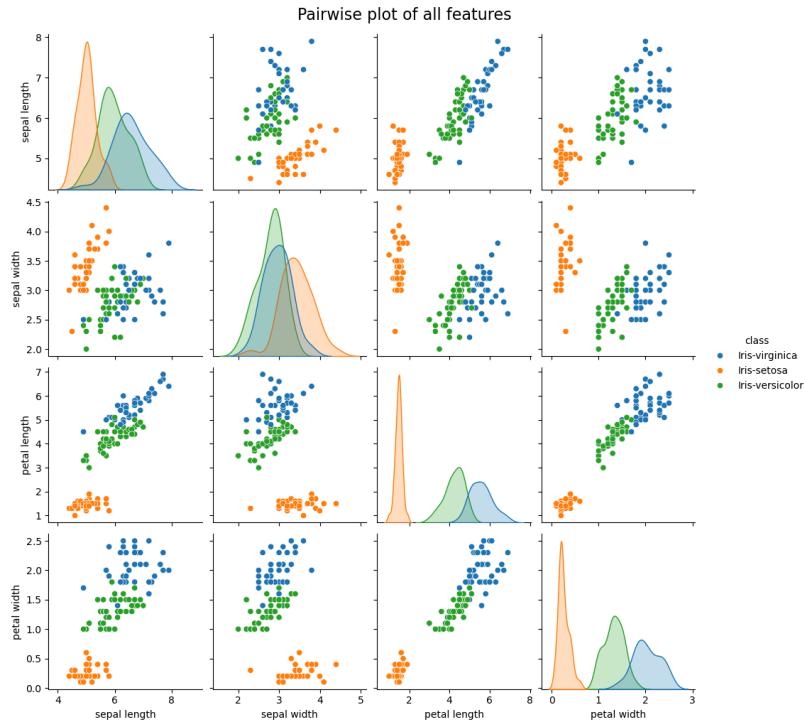 Pairwise plot of all features
8
7
6
5
sepal length
4.5
4.0
3.5
3.0
2.5
2.0
sepal width
class
Iris-virginica
Iris-setosa
Iris-versicolor
7
6
5
4
3
2
1
petal length
2.5
2.0
1.5
1.0
0.5
0.0
petal width
4 6 8
2 3 4 5
0 2 4 6 8
0 1 2 3
sepal length sepal width petal length petal width